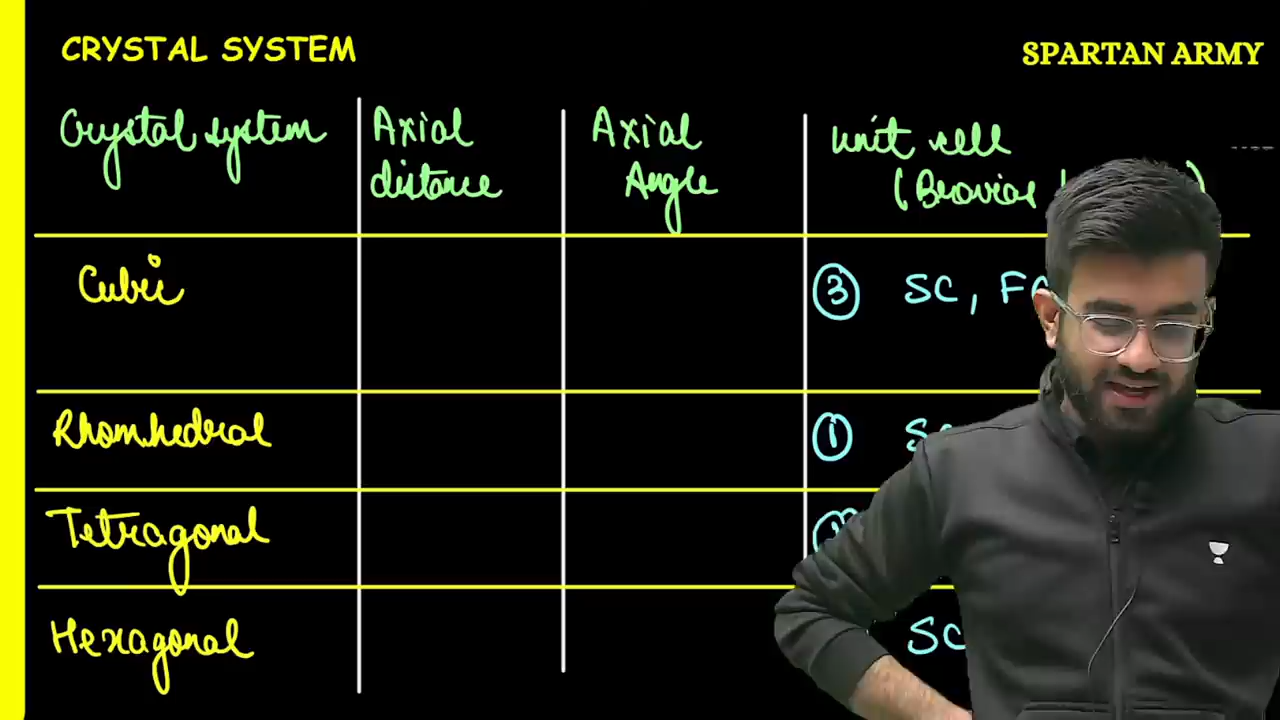 CRYSTAL SYSTEM
SPARTAN ARMY
Crystal system
Axial distance
Axial Angle
unit cell
(Bravias
Cubic
③ SC,
Rhomhedral
①
Tetragonal
Hexagonal
SC